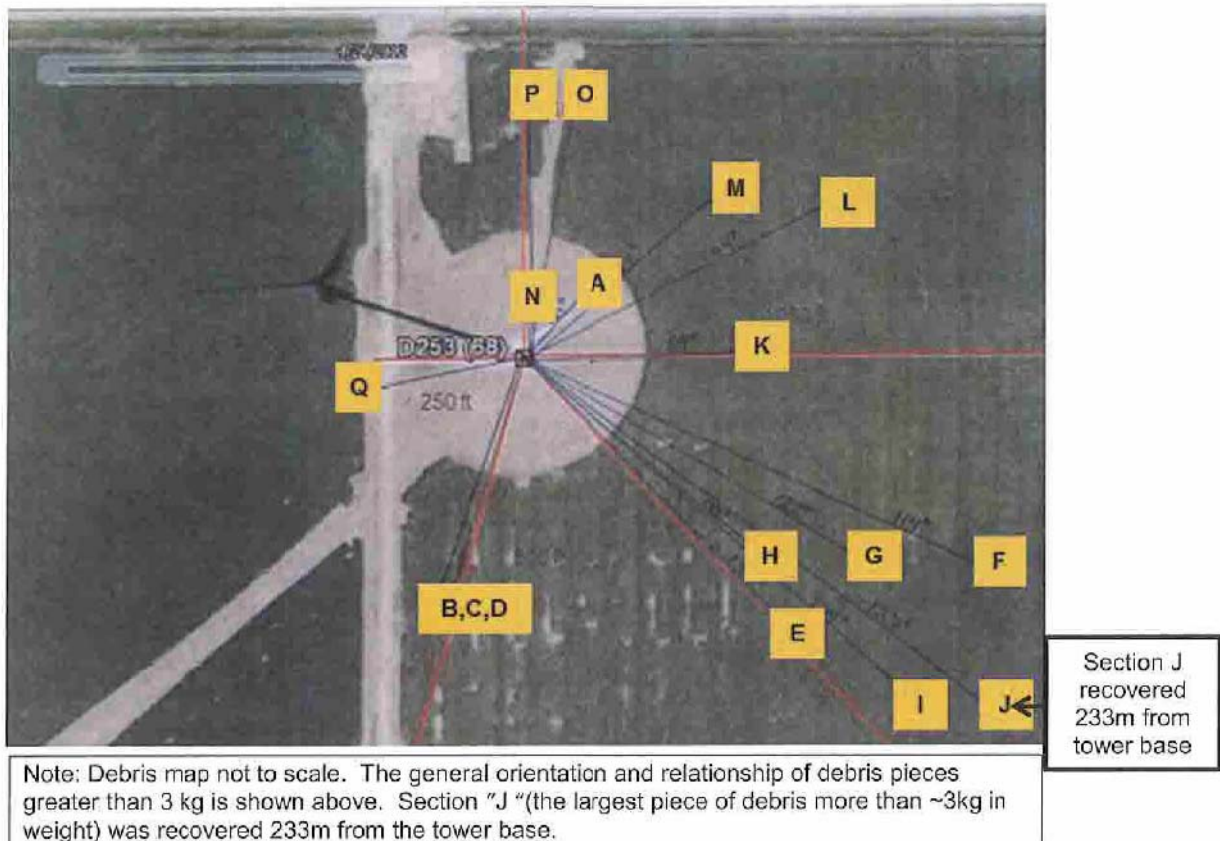 P O
M
L
N A
D253 (68)
K
Q
250 ft
H G F
B,C,D
E
I J
Section J
recovered
233m from
tower base
Note: Debris map not to scale. The general orientation and relationship of debris pieces
greater than 3 kg is shown above. Section "J "(the largest piece of debris more than ~3kg in
weight) was recovered 233m from the tower base.